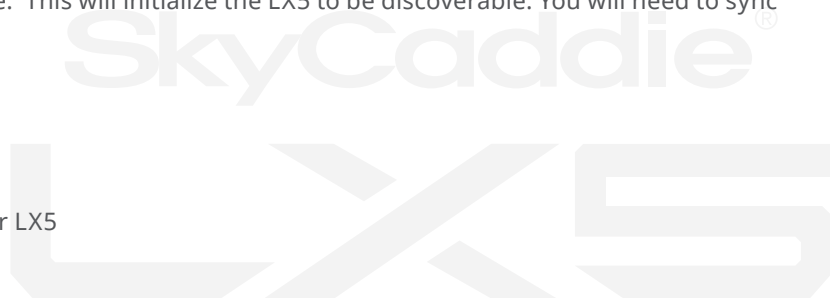 e. This will initialize the LX5 to be discoverable. You will need to sync
SkyCaddie®
r LX5
LX5